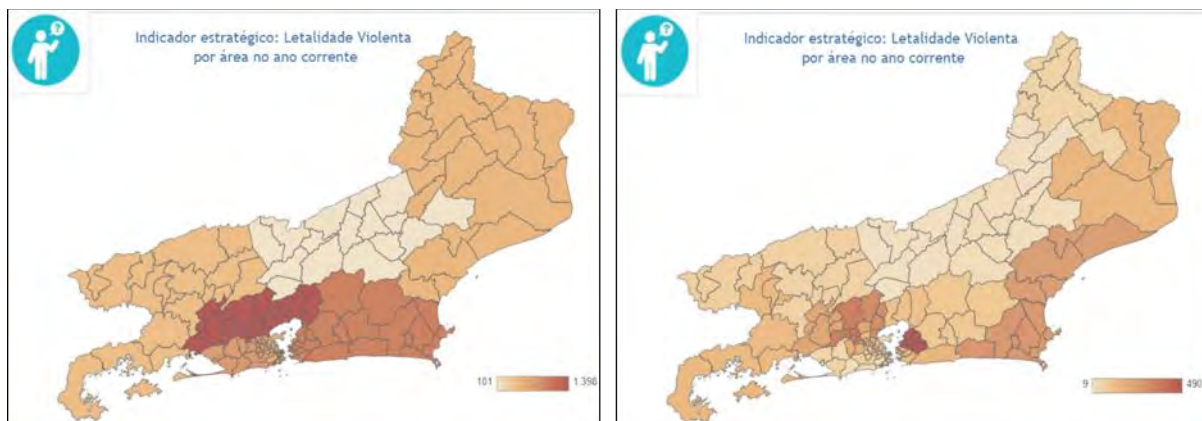 ?
Indicador estratégico: Letalidade Violenta
por área no ano corrente
101
1.398
?
Indicador estratégico: Letalidade Violenta
por área no ano corrente
9
490